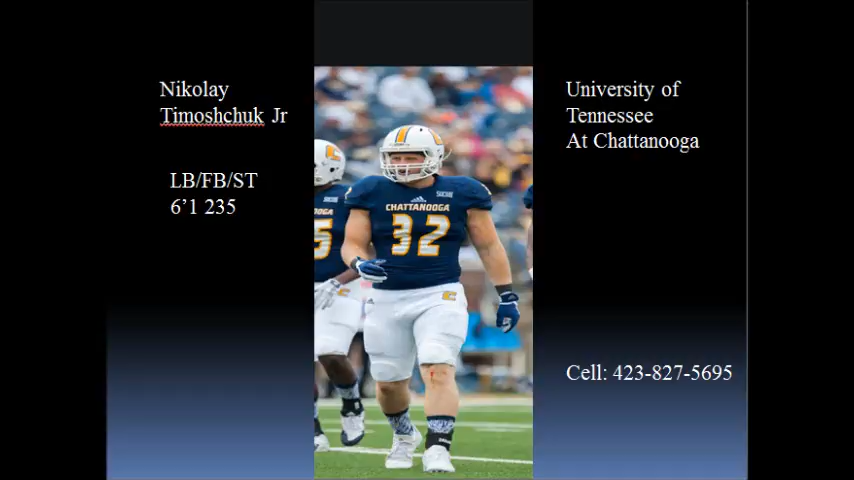 Nikolay
Timoshchuk Jr
LB/FB/ST
6’1 235
University of
Tennessee
At Chattanooga
CHATTANOOGA
32
5
Cell: 423-827-5695